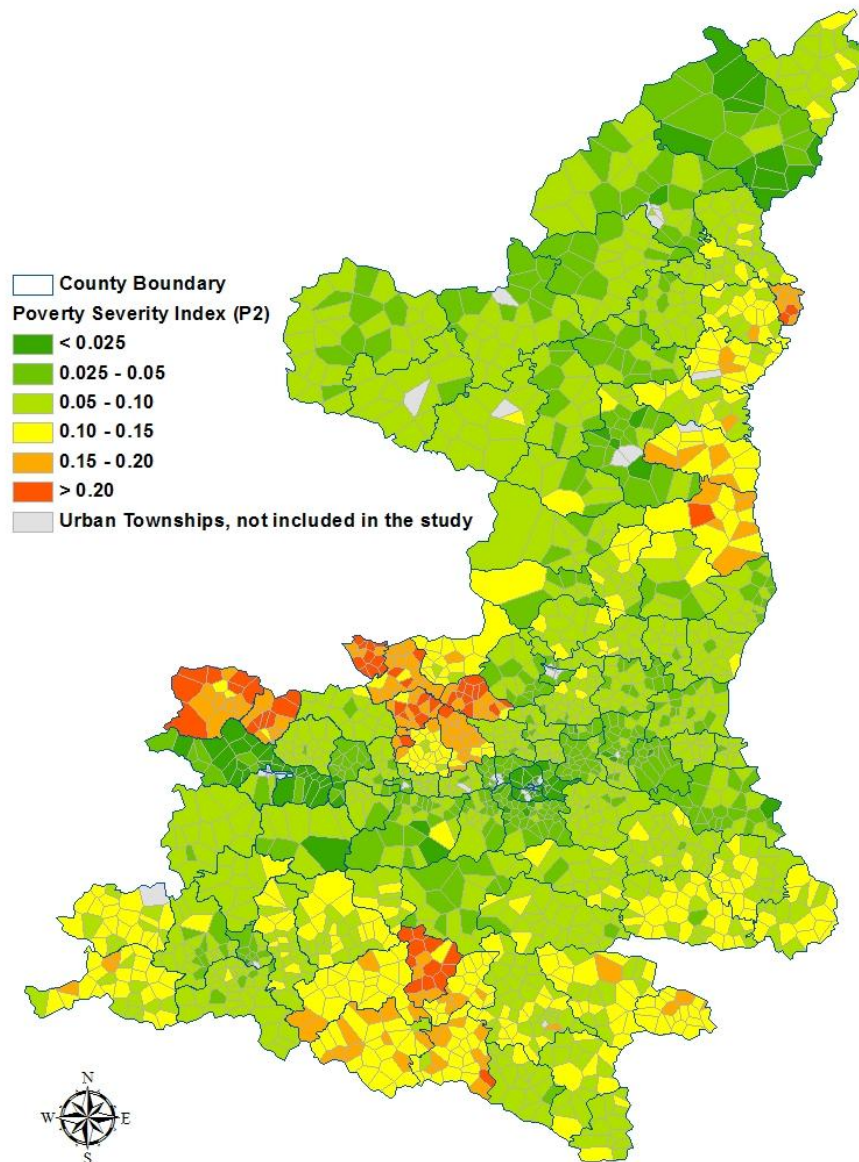 County Boundary
Poverty Severity Index (P2)
< 0.025
0.025 - 0.05
0.05 - 0.10
0.10 - 0.15
0.15 - 0.20
> 0.20
Urban Townships, not included in the study
N
W E
S